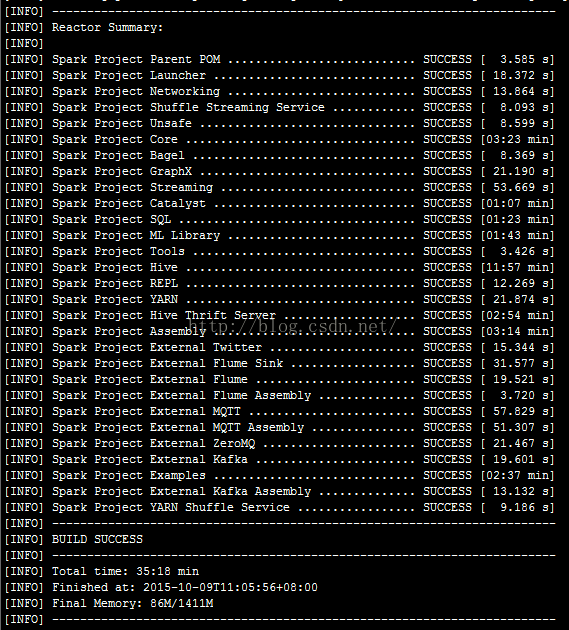 [INFO] ------------------------------------------------------------------------
[INFO] Reactor Summary:
[INFO]
[INFO] Spark Project Parent POM ........................... SUCCESS [  3.585 s]
[INFO] Spark Project Launcher ............................. SUCCESS [ 18.372 s]
[INFO] Spark Project Networking ........................... SUCCESS [ 13.864 s]
[INFO] Spark Project Shuffle Streaming Service ............ SUCCESS [  8.093 s]
[INFO] Spark Project Unsafe ............................... SUCCESS [  8.599 s]
[INFO] Spark Project Core ................................. SUCCESS [03:23 min]
[INFO] Spark Project Bagel ................................ SUCCESS [  8.369 s]
[INFO] Spark Project GraphX ............................... SUCCESS [ 21.190 s]
[INFO] Spark Project Streaming ............................ SUCCESS [ 53.669 s]
[INFO] Spark Project Catalyst ............................. SUCCESS [01:07 min]
[INFO] Spark Project SQL .................................. SUCCESS [01:23 min]
[INFO] Spark Project ML Library ........................... SUCCESS [01:43 min]
[INFO] Spark Project Tools ................................ SUCCESS [  3.426 s]
[INFO] Spark Project Hive ................................. SUCCESS [11:57 min]
[INFO] Spark Project REPL ................................. SUCCESS [ 12.269 s]
[INFO] Spark Project YARN ................................. SUCCESS [ 21.874 s]
[INFO] Spark Project Hive Thrift Server ................... SUCCESS [02:54 min]
http://blog.csdn.net/
[INFO] Spark Project Assembly ............................. SUCCESS [03:14 min]
[INFO] Spark Project External Twitter ..................... SUCCESS [ 15.344 s]
[INFO] Spark Project External Flume Sink .................. SUCCESS [ 31.577 s]
[INFO] Spark Project External Flume ....................... SUCCESS [ 19.521 s]
[INFO] Spark Project External Flume Assembly .............. SUCCESS [  3.720 s]
[INFO] Spark Project External MQTT ........................ SUCCESS [ 57.829 s]
[INFO] Spark Project External MQTT Assembly ............... SUCCESS [ 51.307 s]
[INFO] Spark Project External ZeroMQ ...................... SUCCESS [ 21.467 s]
[INFO] Spark Project External Kafka ....................... SUCCESS [ 19.601 s]
[INFO] Spark Project Examples ............................. SUCCESS [02:37 min]
[INFO] Spark Project External Kafka Assembly .............. SUCCESS [ 13.132 s]
[INFO] Spark Project YARN Shuffle Service ................. SUCCESS [  9.186 s]
[INFO] ------------------------------------------------------------------------
[INFO] BUILD SUCCESS
[INFO] ------------------------------------------------------------------------
[INFO] Total time: 35:18 min
[INFO] Finished at: 2015-10-09T11:05:56+08:00
[INFO] Final Memory: 86M/1411M
[INFO] ------------------------------------------------------------------------